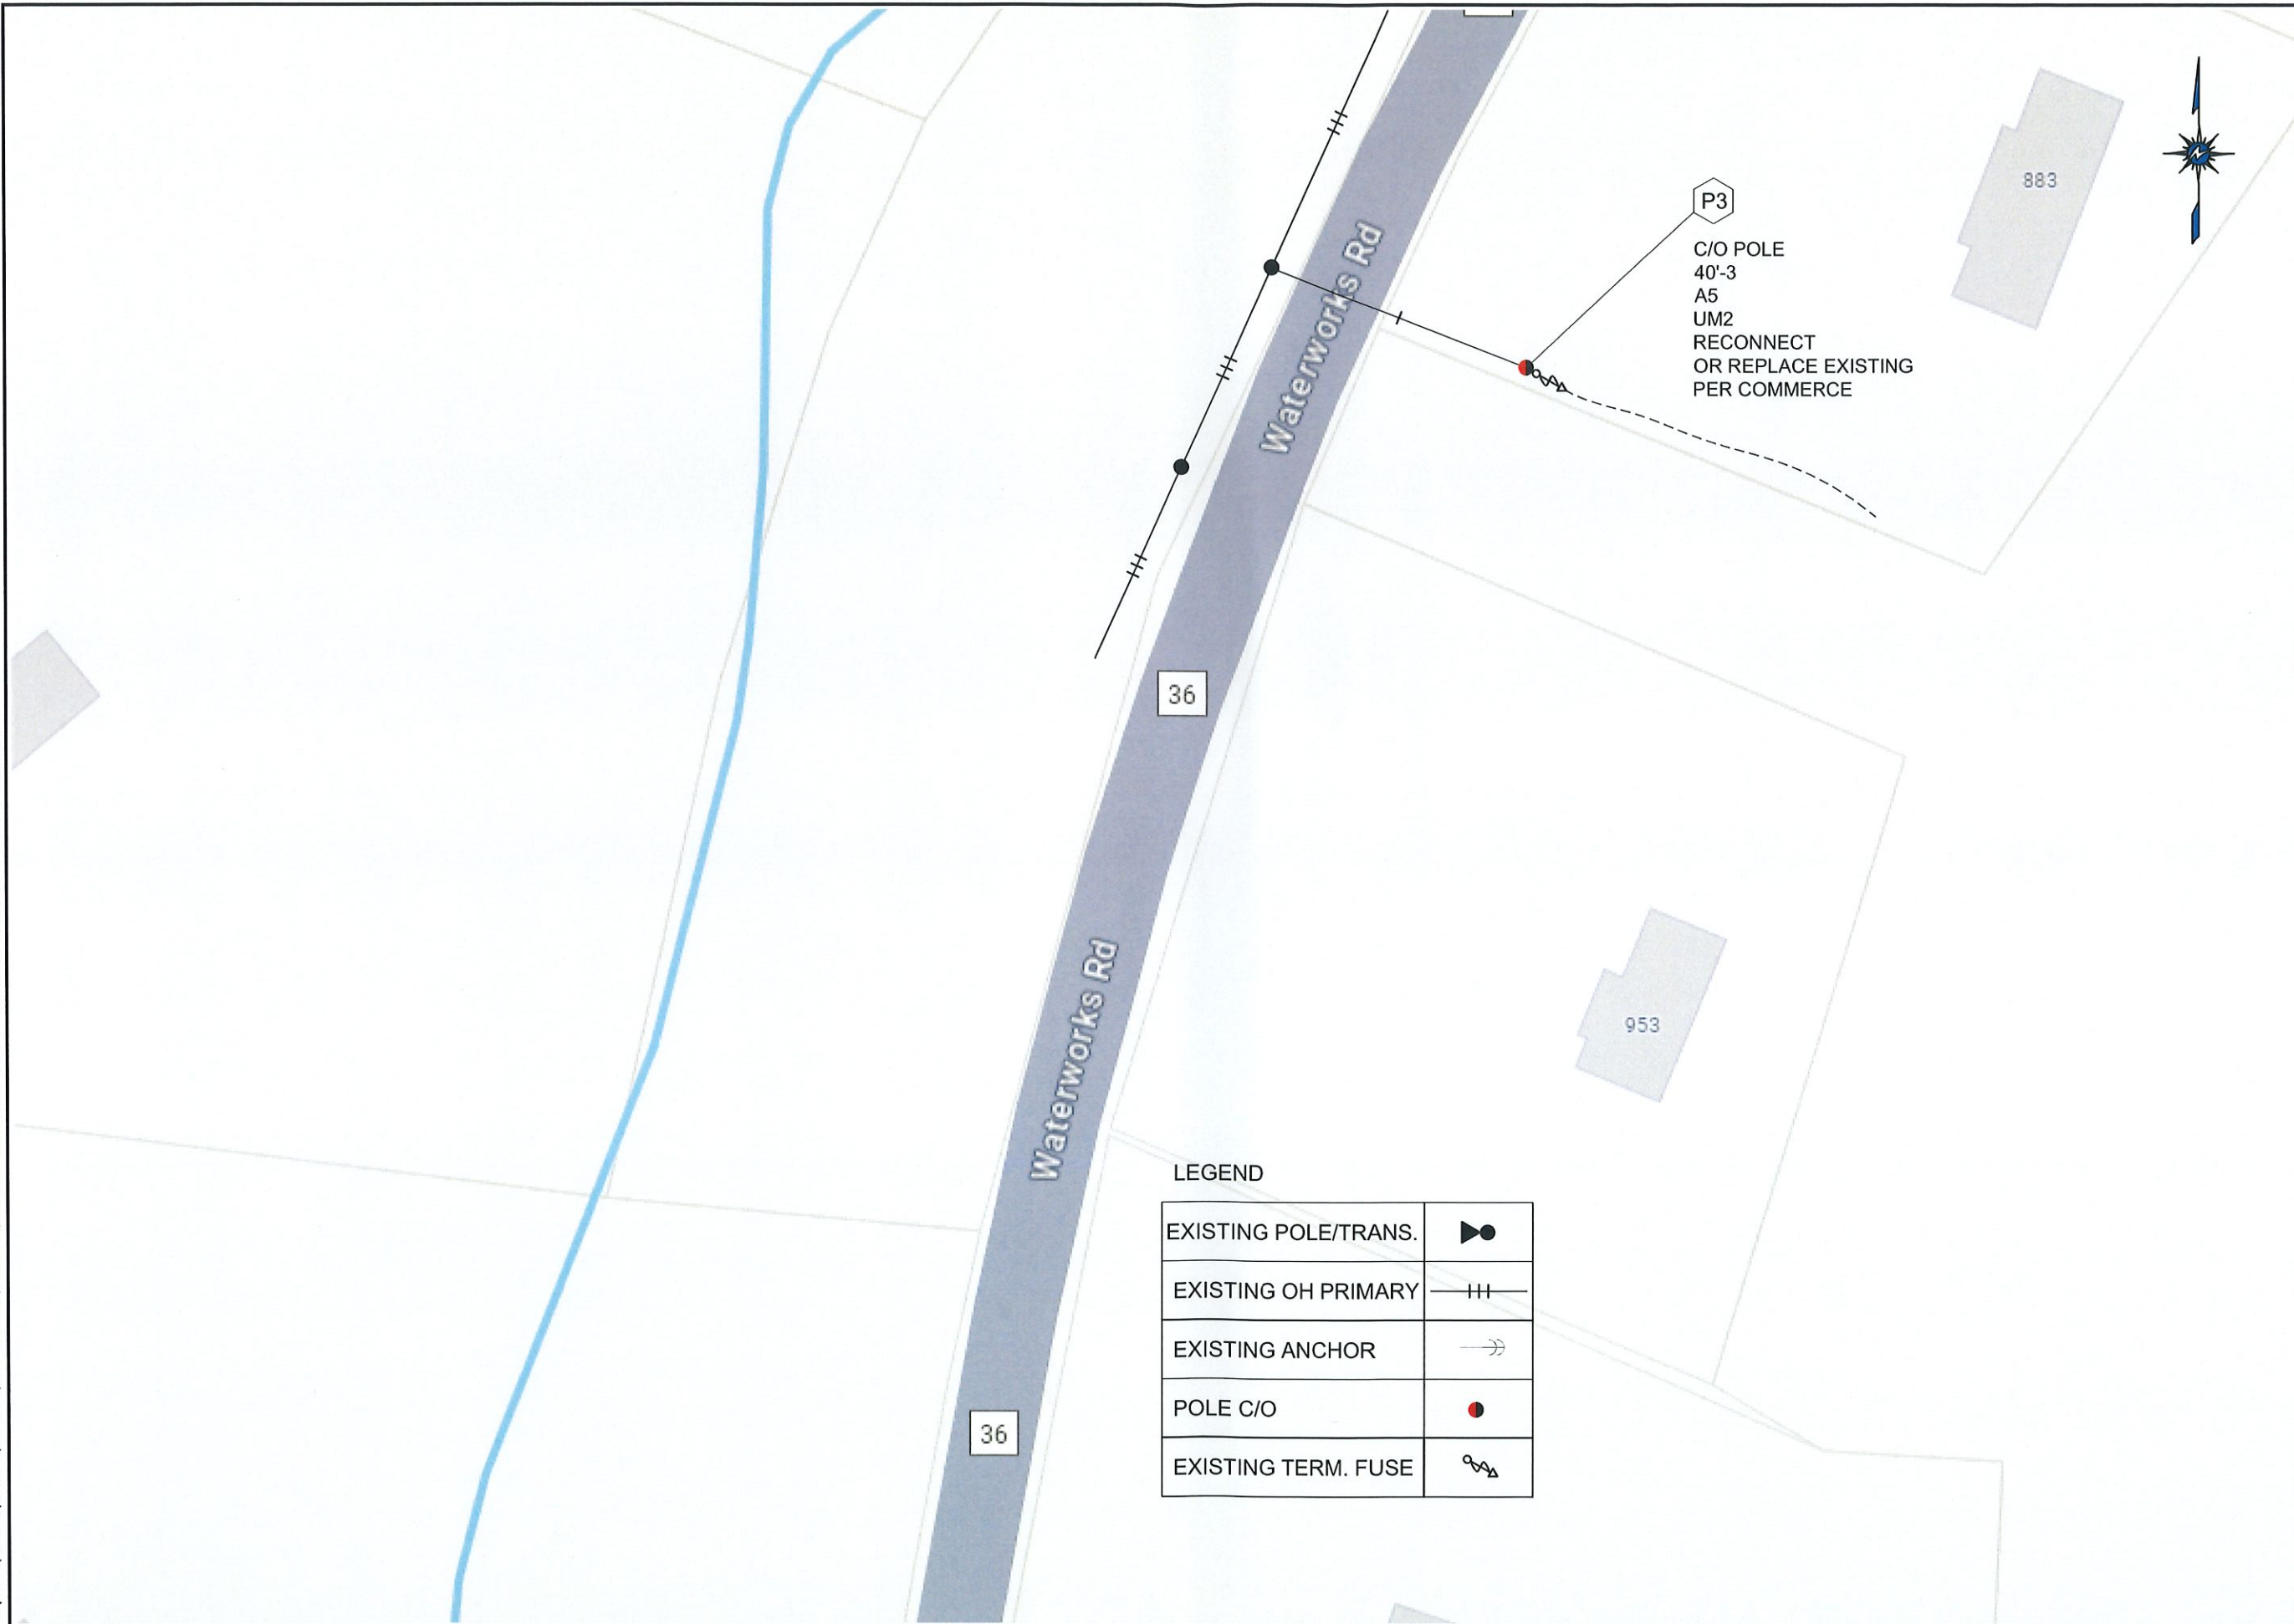 883
P3
C/O POLE
40'-3
A5
UM2
RECONNECT
OR REPLACE EXISTING
PER COMMERCE
Waterworks Rd
36
953
Waterworks Rd
LEGEND
EXISTING POLE/TRANS.
EXISTING OH PRIMARY
EXISTING ANCHOR
POLE C/O
EXISTING TERM. FUSE
36